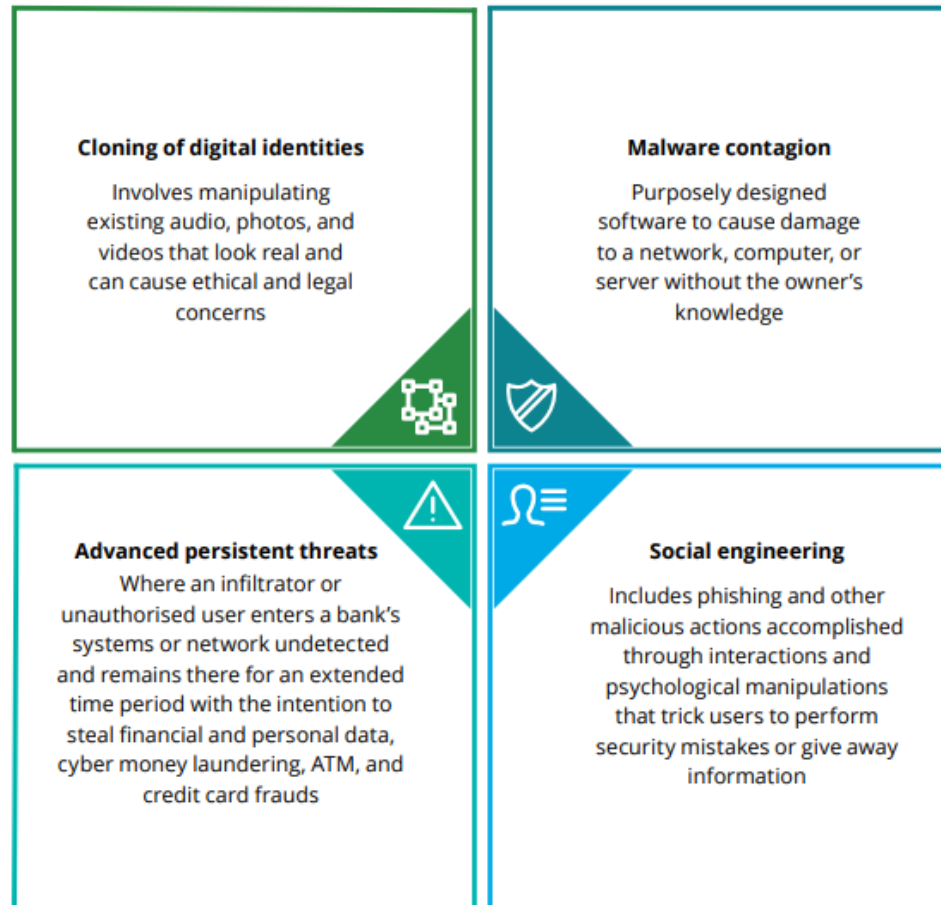 Cloning of digital identities
Involves manipulating
existing audio, photos, and
videos that look real and
can cause ethical and legal
concerns
Malware contagion
Purposely designed
software to cause damage
to a network, computer, or
server without the owner's
knowledge
Advanced persistent threats
Where an infiltrator or
unauthorised user enters a bank's
systems or network undetected
and remains there for an extended
time period with the intention to
steal financial and personal data,
cyber money laundering, ATM, and
credit card frauds
Social engineering
Includes phishing and other
malicious actions accomplished
through interactions and
psychological manipulations
that trick users to perform
security mistakes or give away
information